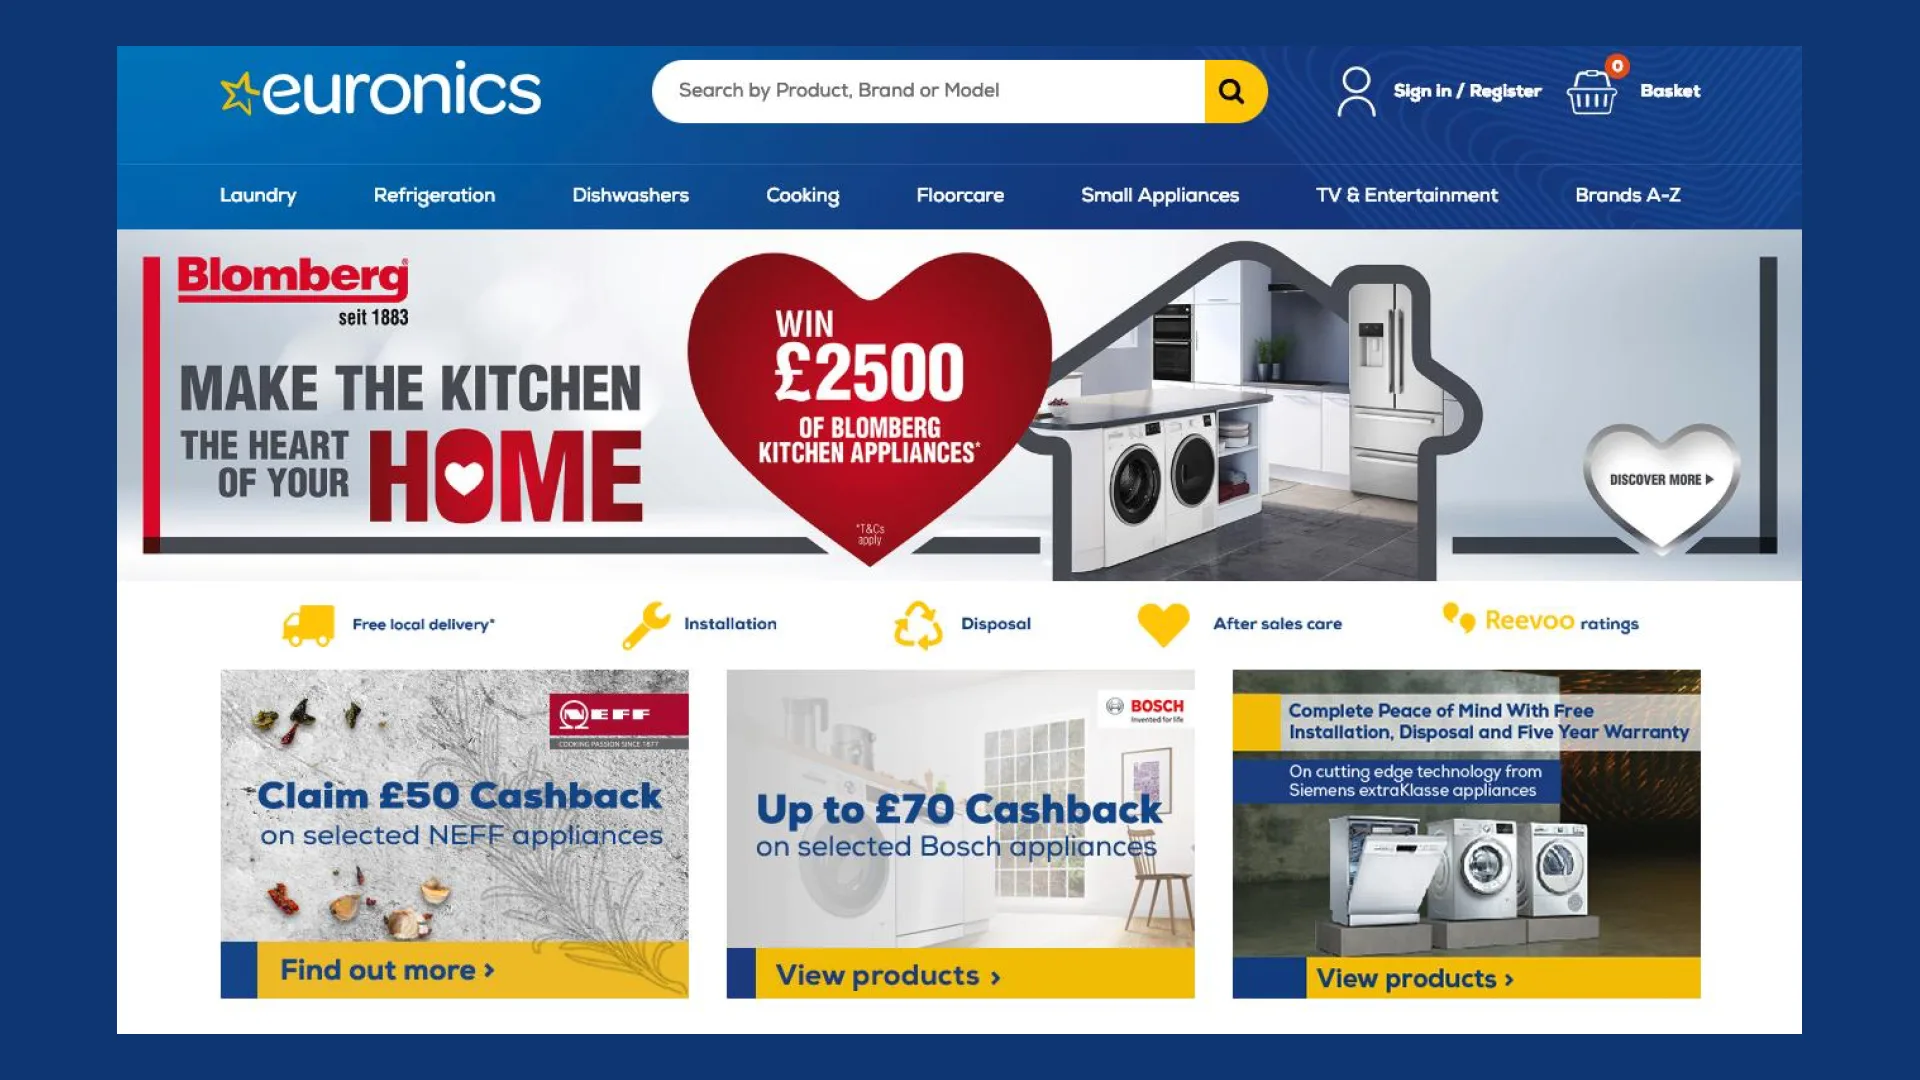 euronics
Search by Product, Brand or Model
Sign in / Register
0
Basket
Laundry
Refrigeration
Dishwashers
Cooking
Floorcare
Small Appliances
TV & Entertainment
Brands A-Z
Blomberg®
seit 1883
MAKE THE KITCHEN
THE HEART
OF YOUR
HOME
WIN
£2500
OF BLOMBERG
KITCHEN APPLIANCES*
*T&Cs
apply
DISCOVER MORE
Free local delivery*
Installation
Disposal
After sales care
Reevoo ratings
NEFF
COOKING PASSION SINCE 1877
Claim £50 Cashback
on selected NEFF appliances
Find out more >
BOSCH
Invented for life
Up to £70 Cashback
on selected Bosch appliances
View products >
Complete Peace of Mind With Free
Installation, Disposal and Five Year Warranty
On cutting edge technology from
Siemens extraKlasse appliances
View products >